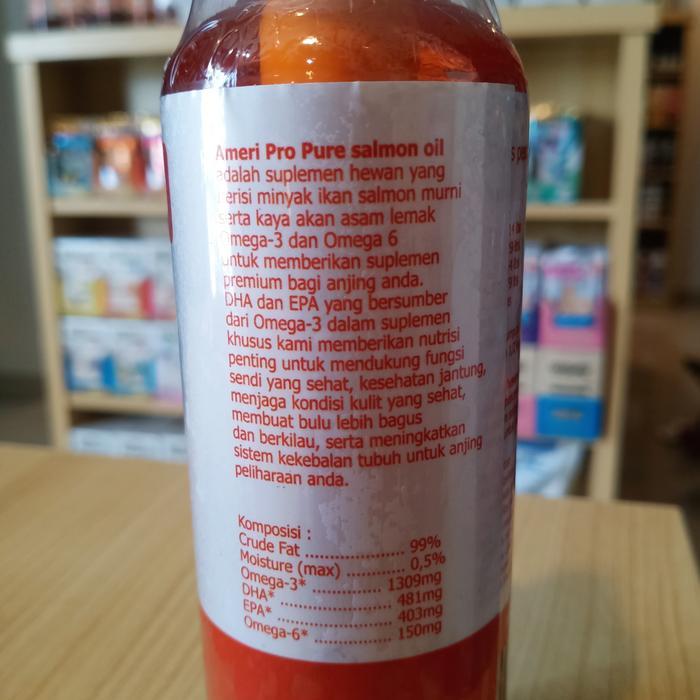 Ameri Pro Pure salmon oil
adalah suplemen hewan yang
berisi minyak ikan salmon murni
serta kaya akan asam lemak
Omega-3 dan Omega 6
untuk memberikan suplemen
premium bagi anjing anda.
DHA dan EPA yang bersumber
dari Omega-3 dalam suplemen
khusus kami memberikan nutrisi
penting untuk mendukung fungsi
sendi yang sehat, kesehatan jantung,
menjaga kondisi kulit yang sehat,
membuat bulu lebih bagus
dan berkilau, serta meningkatkan
sistem kekebalan tubuh untuk anjing
peliharaan anda.
Komposisi :
Crude Fat .................. 99%
Moisture (max) .......... 0,5%
Omega-3* ............ 1309mg
DHA* .................... 481mg
EPA* ..................... 403mg
Omega-6* .............. 150mg